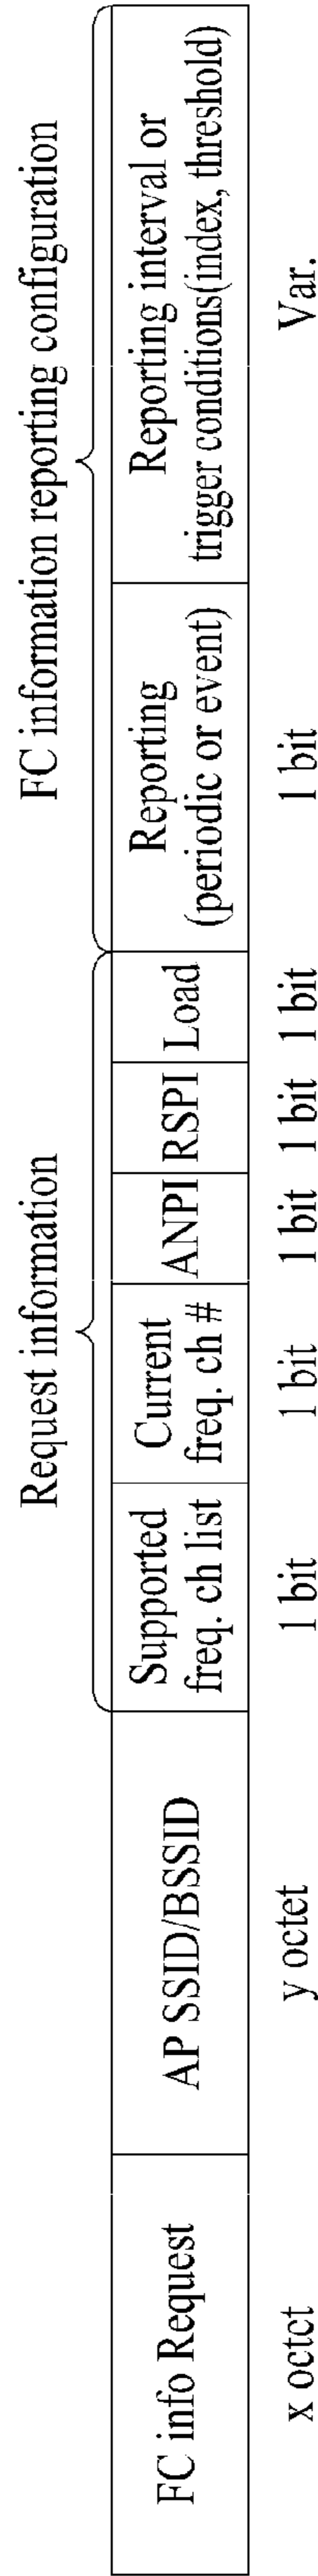 Request information
FC information reporting configuration
FC info Request
AP SSID/BSSID
Supported
freq. ch list
Current
freq. ch #
ANPI
RSPI
Load
Reporting
(periodic or event)
Reporting interval or
trigger conditions(index, threshold)
x octet
y octet
1 bit
1 bit
1 bit
1 bit
1 bit
1 bit
Var.